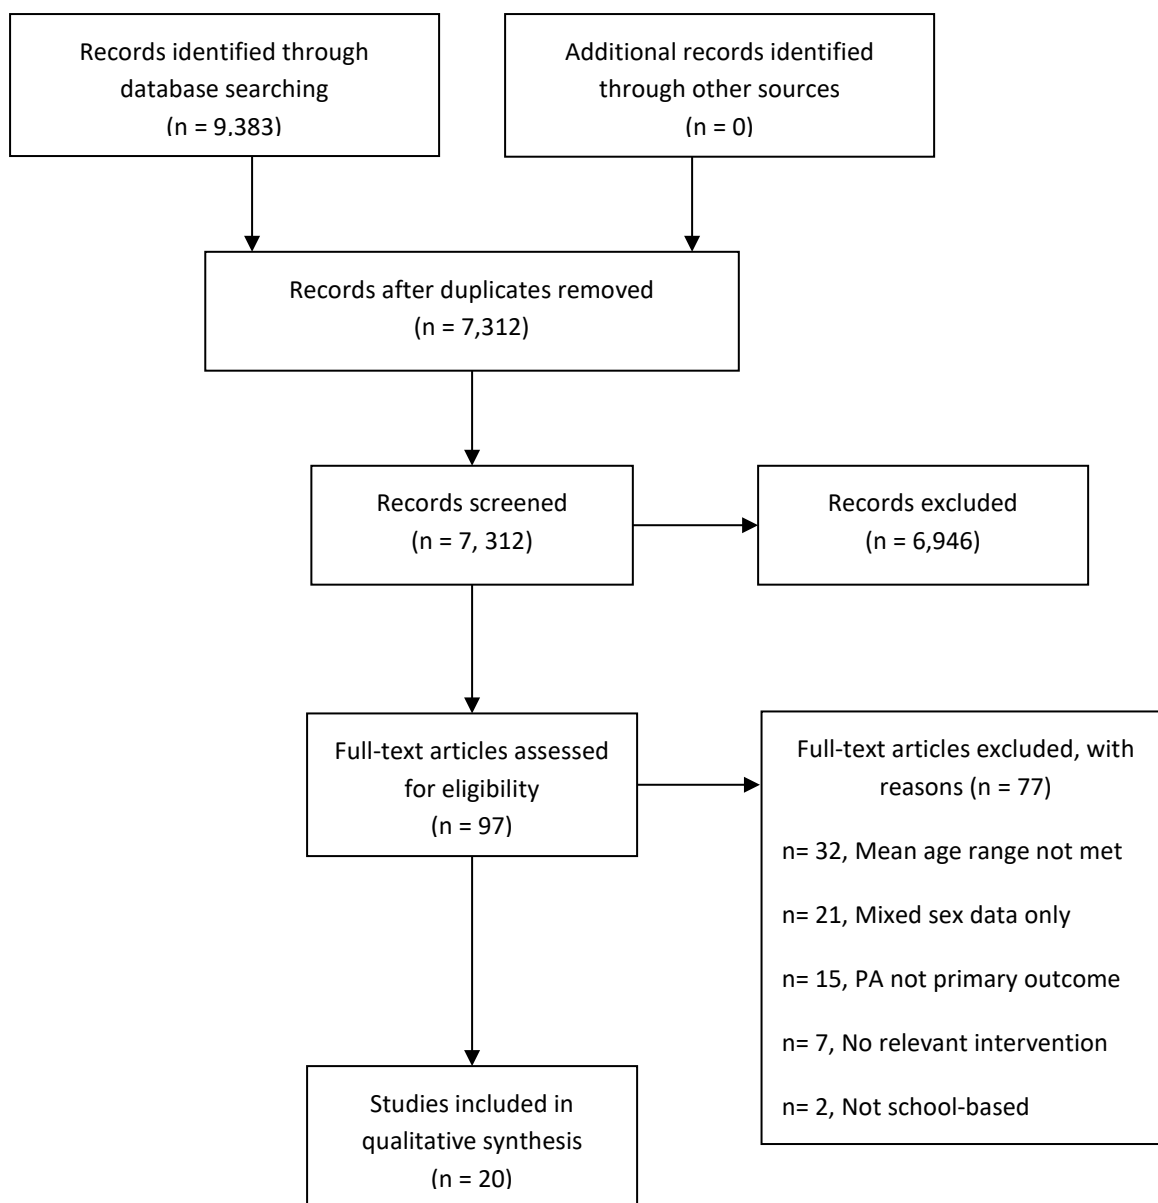 Records identified through
database searching
(n = 9,383)
Additional records identified
through other sources
(n = 0)
Records after duplicates removed
(n = 7,312)
Records screened
(n = 7, 312)
Records excluded
(n = 6,946)
Full-text articles assessed
for eligibility
(n = 97)
Full-text articles excluded, with
reasons (n = 77)
n= 32, Mean age range not met
n= 21, Mixed sex data only
n= 15, PA not primary outcome
n= 7, No relevant intervention
n= 2, Not school-based
Studies included in
qualitative synthesis
(n = 20)